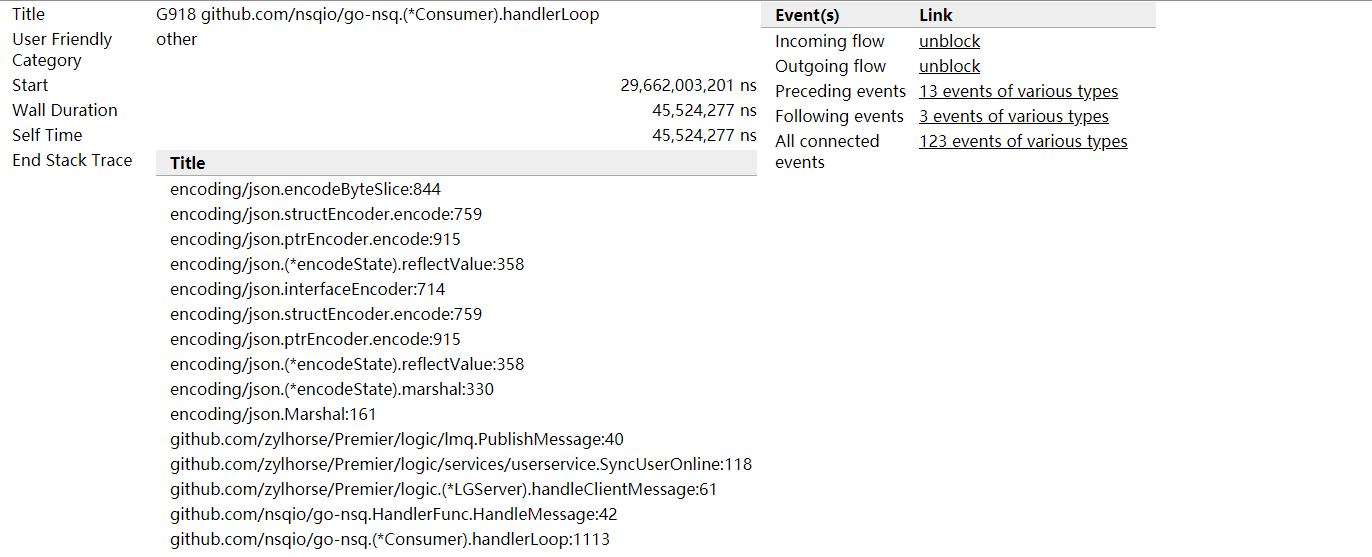 Title G918 github.com/nsqio/go-nsq.(*Consumer).handlerLoop
User Friendly Category other
Start 29,662,003,201 ns
Wall Duration 45,524,277 ns
Self Time 45,524,277 ns
End Stack Trace
Title
encoding/json.encodeByteSlice:844
encoding/json.structEncoder.encode:759
encoding/json.ptrEncoder.encode:915
encoding/json.(*encodeState).reflectValue:358
encoding/json.interfaceEncoder:714
encoding/json.structEncoder.encode:759
encoding/json.ptrEncoder.encode:915
encoding/json.(*encodeState).reflectValue:358
encoding/json.(*encodeState).marshal:330
encoding/json.Marshal:161
github.com/zylhorse/Premier/logic/lmq.PublishMessage:40
github.com/zylhorse/Premier/logic/services/userservice.SyncUserOnline:118
github.com/zylhorse/Premier/logic.(*LGServer).handleClientMessage:61
github.com/nsqio/go-nsq.HandlerFunc.HandleMessage:42
github.com/nsqio/go-nsq.(*Consumer).handlerLoop:1113
Event(s) Link
Incoming flow unblock
Outgoing flow unblock
Preceding events 13 events of various types
Following events 3 events of various types
All connected events 123 events of various types